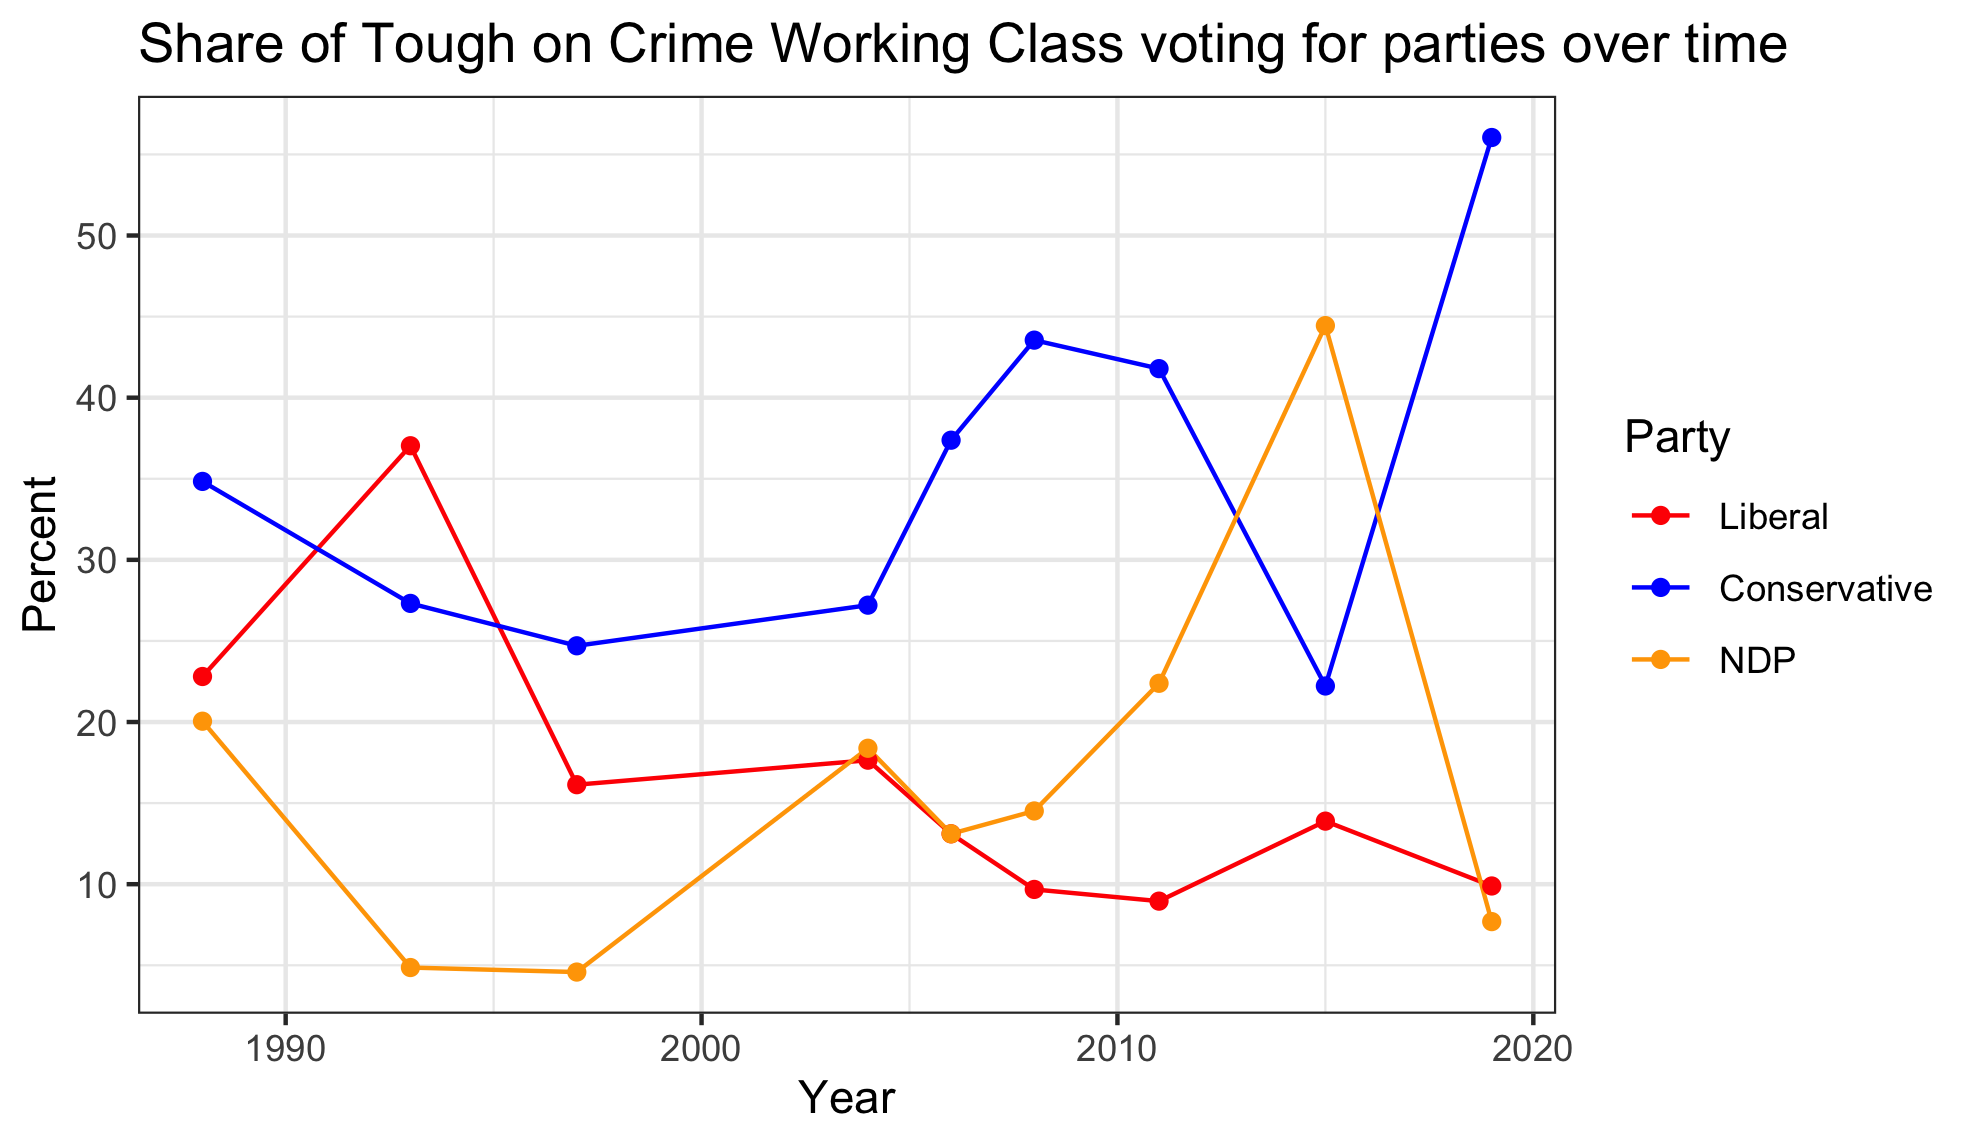 Share of Tough on Crime Working Class voting for parties over time
50
40
30
20
10
Percent
1990 2000 2010 2020
Year
Party
Liberal
Conservative
NDP